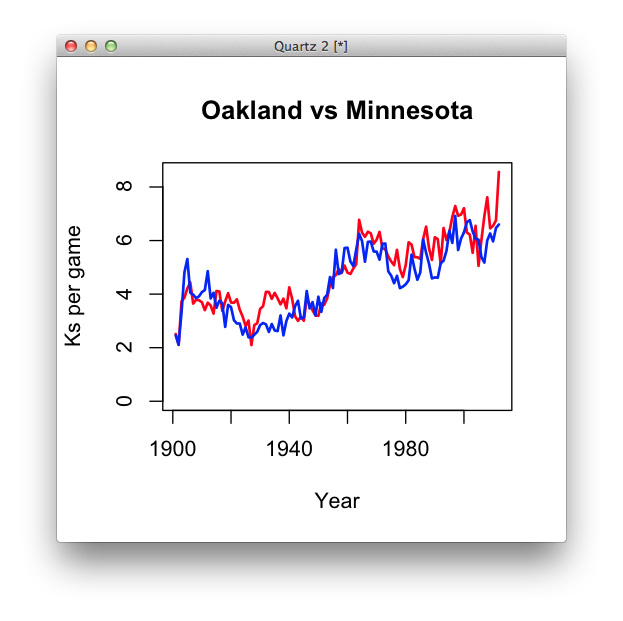 Quartz 2 [*]
Oakland vs Minnesota
Ks per game
8
6
4
2
0
1900 1940 1980
Year